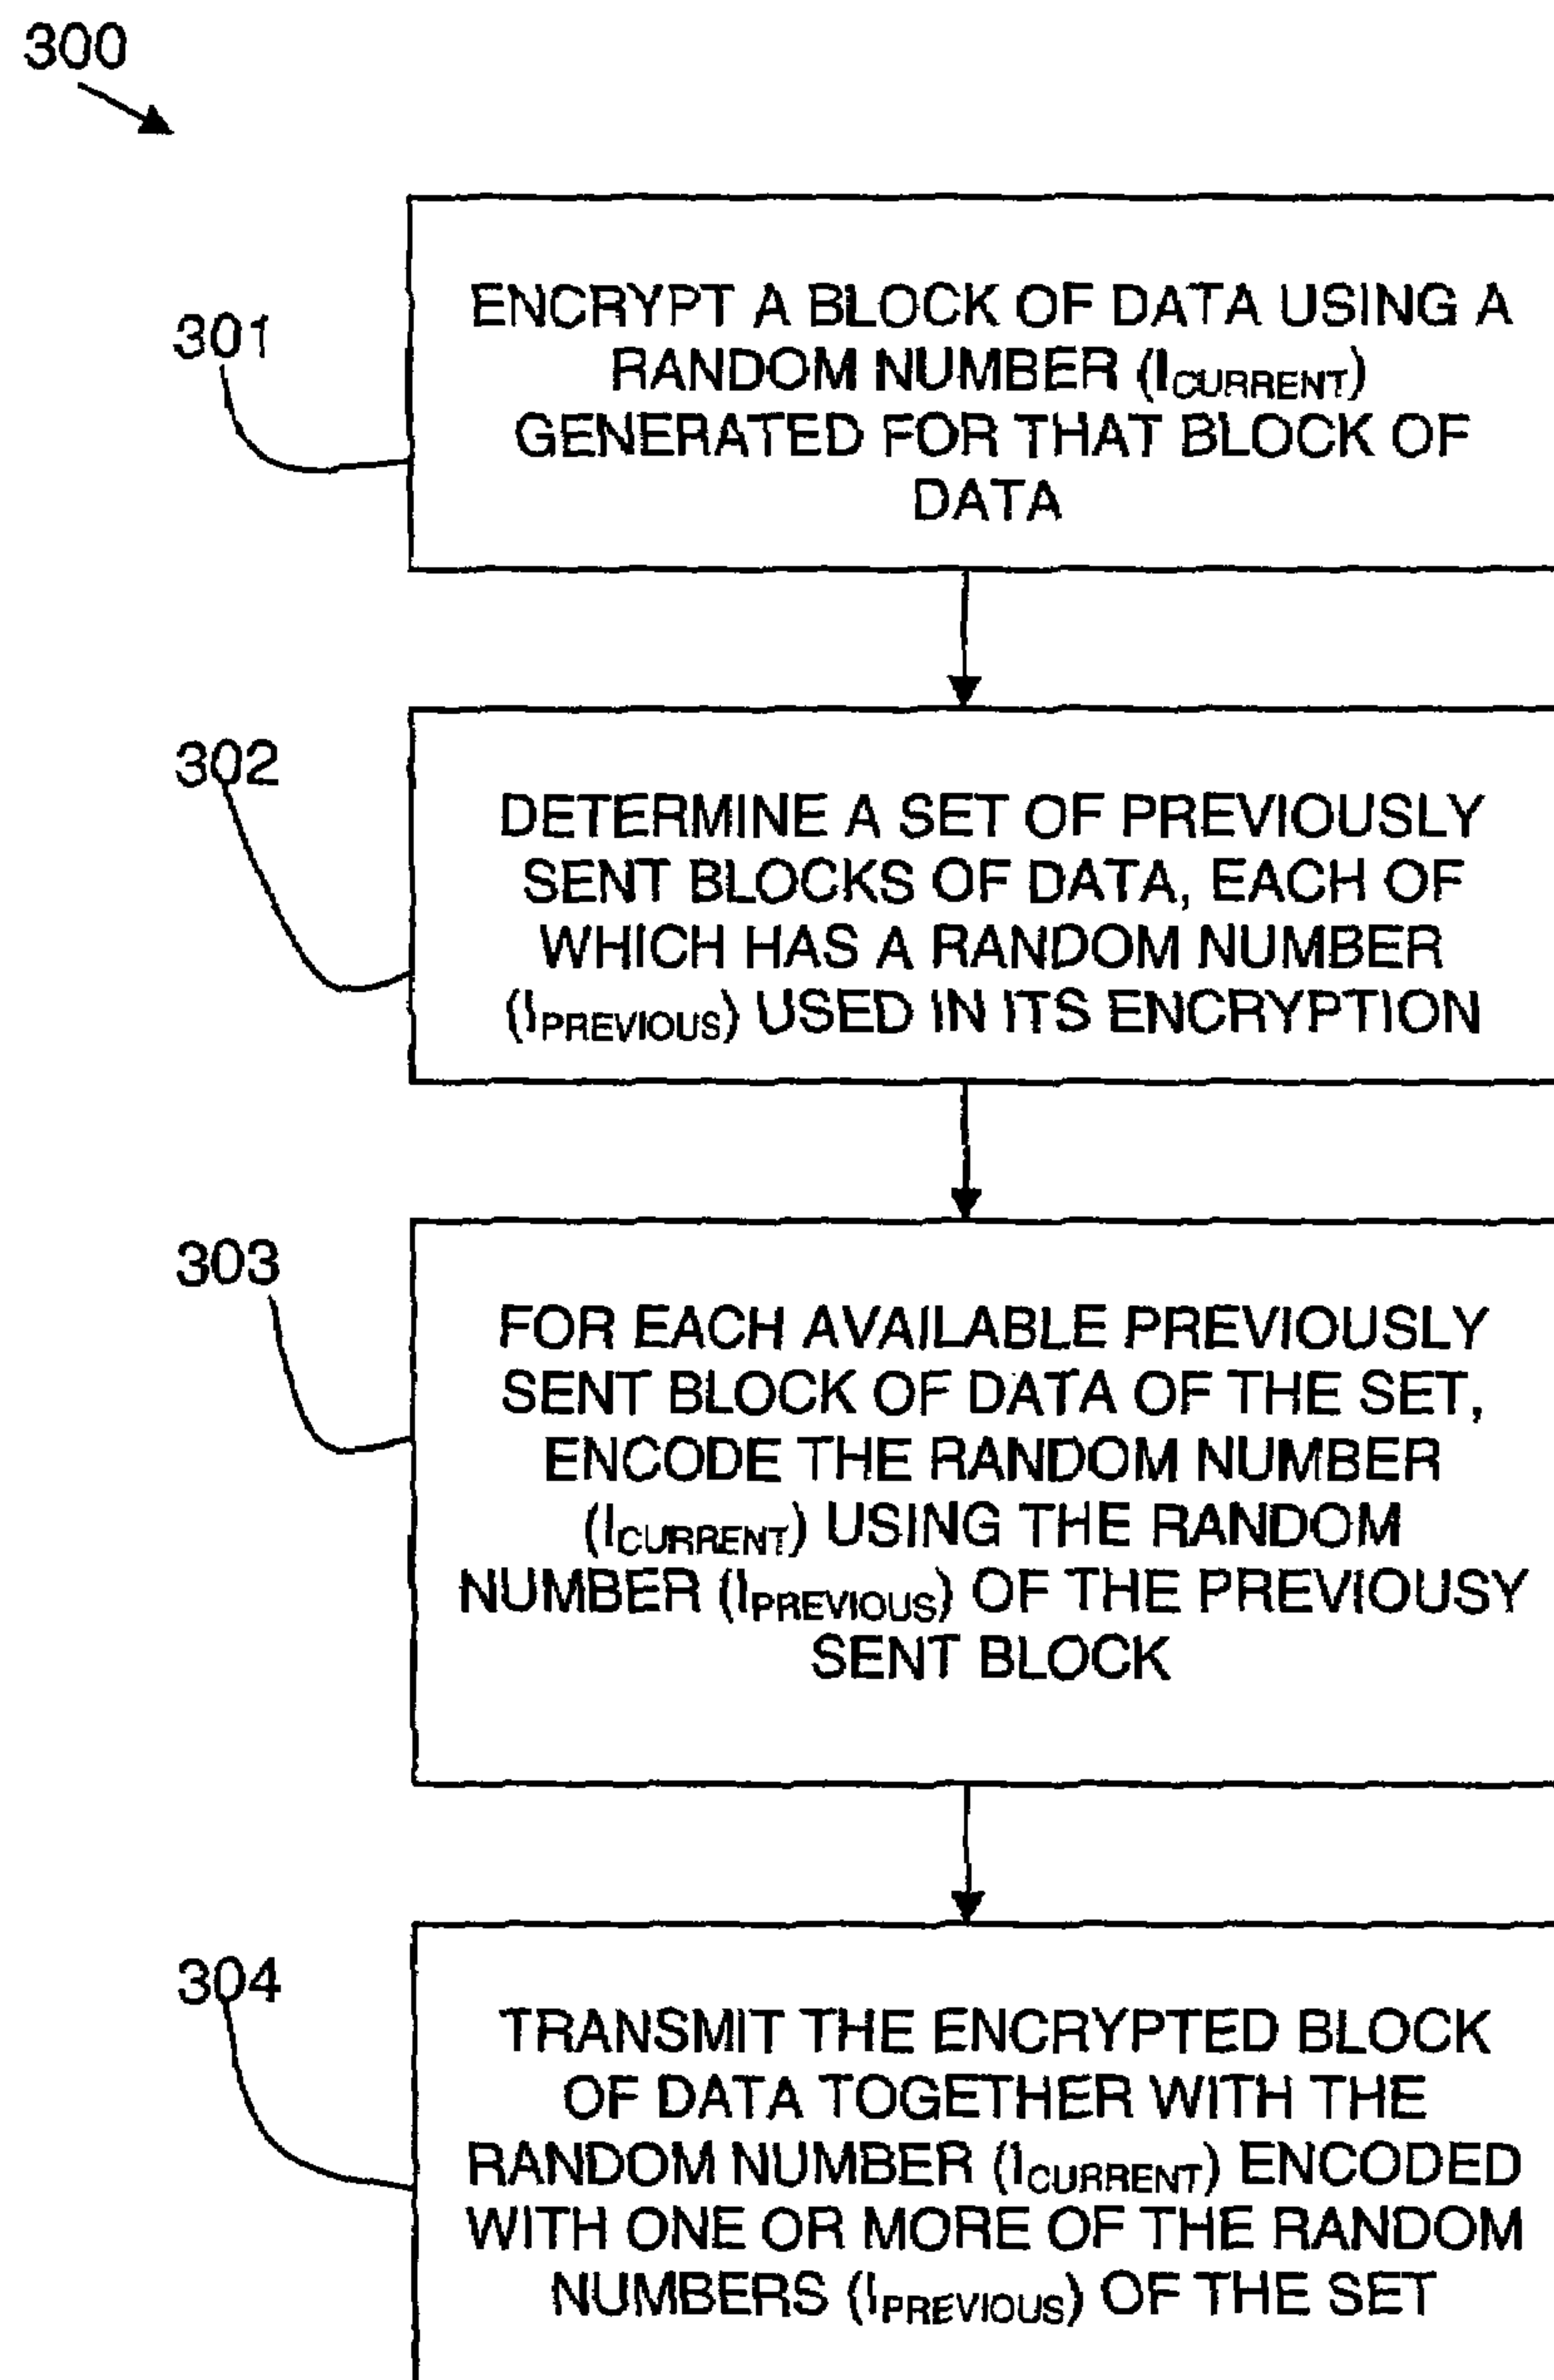 300
301
ENCRYPT A BLOCK OF DATA USING A
RANDOM NUMBER (ICURRENT)
GENERATED FOR THAT BLOCK OF
DATA
302
DETERMINE A SET OF PREVIOUSLY
SENT BLOCKS OF DATA, EACH OF
WHICH HAS A RANDOM NUMBER
(IPREVIOUS) USED IN ITS ENCRYPTION
303
FOR EACH AVAILABLE PREVIOUSLY
SENT BLOCK OF DATA OF THE SET,
ENCODE THE RANDOM NUMBER
(ICURRENT) USING THE RANDOM
NUMBER (IPREVIOUS) OF THE PREVIOUSY
SENT BLOCK
304
TRANSMIT THE ENCRYPTED BLOCK
OF DATA TOGETHER WITH THE
RANDOM NUMBER (ICURRENT) ENCODED
WITH ONE OR MORE OF THE RANDOM
NUMBERS (IPREVIOUS) OF THE SET